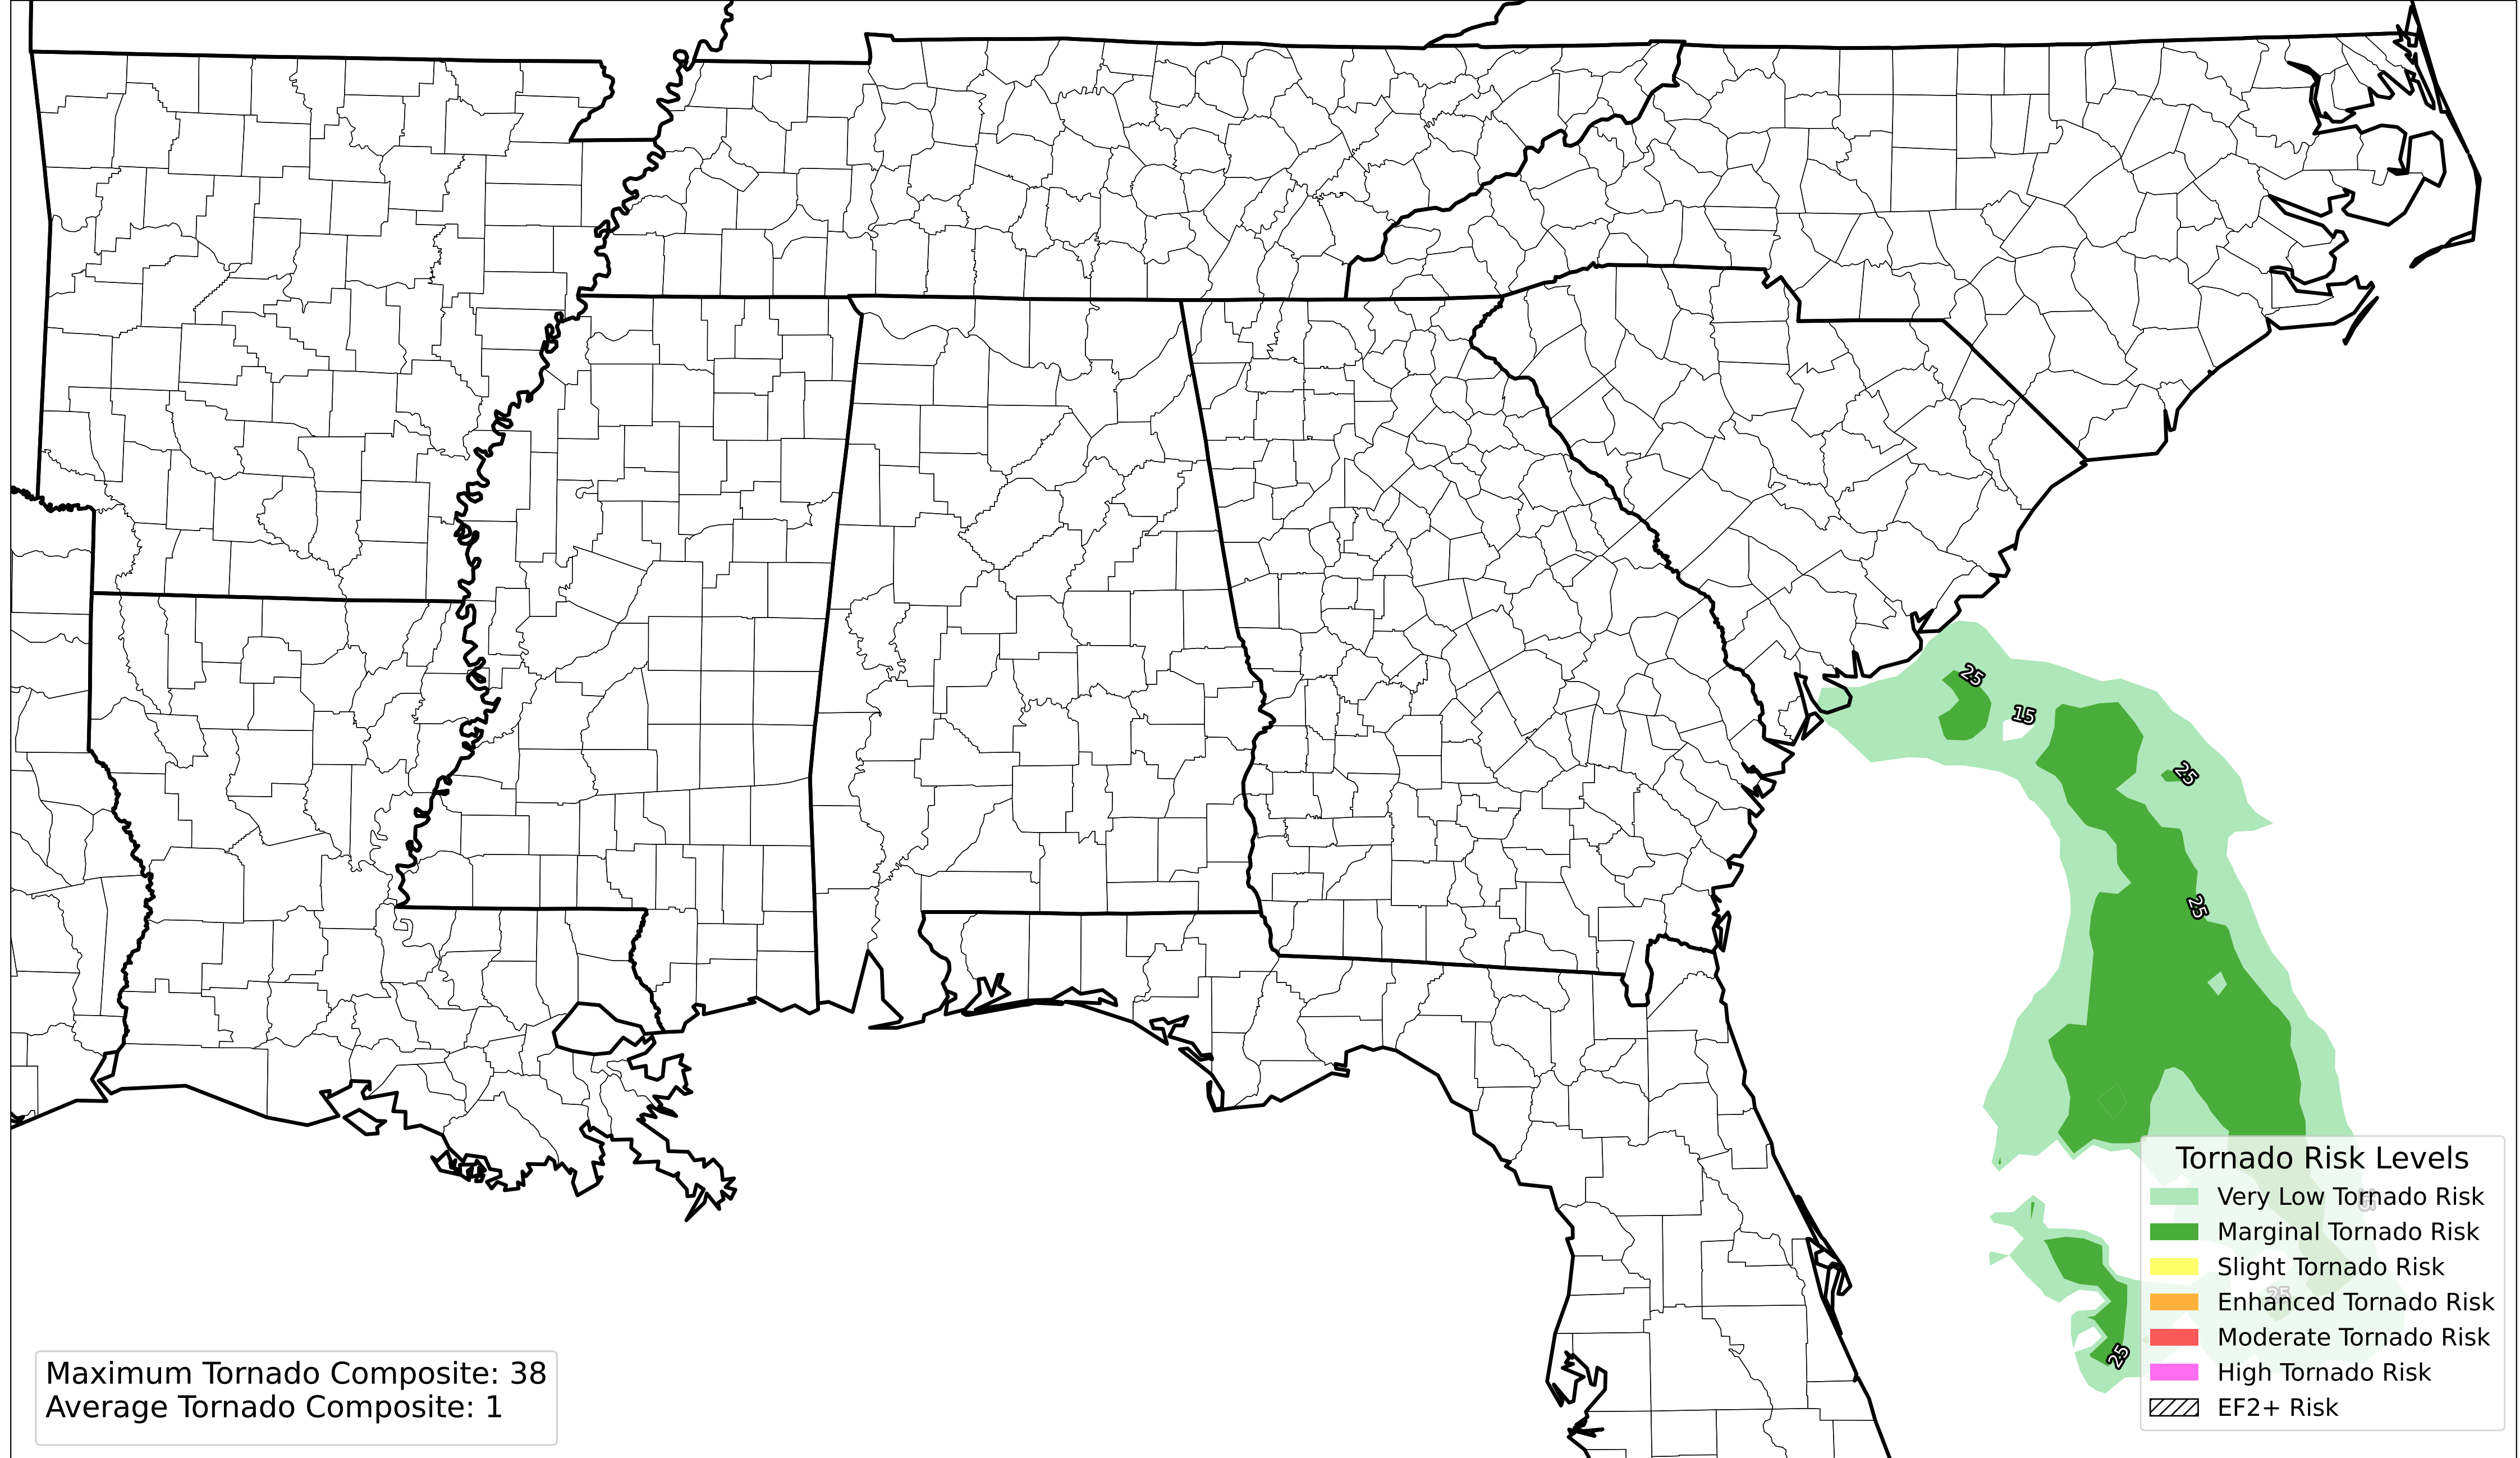 25
15
25
25
Tornado Risk Levels
Very Low Tornado Risk
Marginal Tornado Risk
Slight Tornado Risk
25
Enhanced Tornado Risk
Moderate Tornado Risk
25
High Tornado Risk
EF2+ Risk
Maximum Tornado Composite: 38
Average Tornado Composite: 1